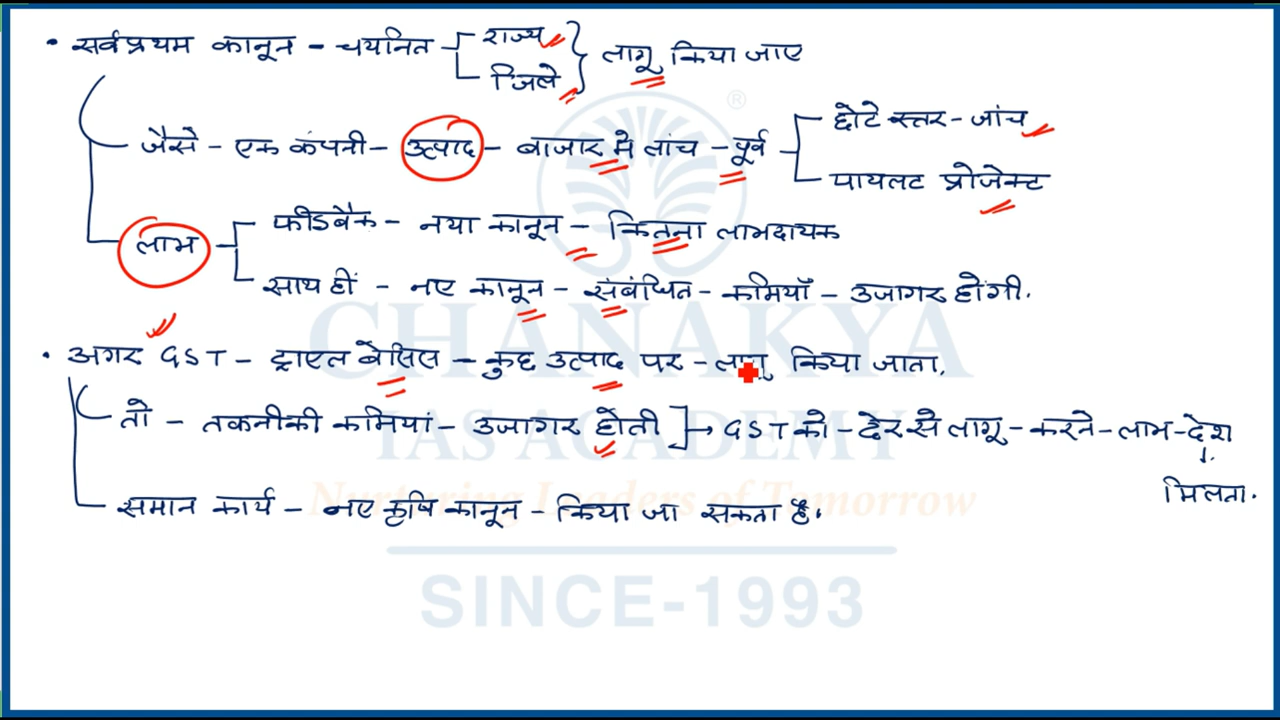 • सर्वप्रथम कानून - चयनित - राज्य } लागू किया जाए
जिले
जैसे - एक कंपनी - उत्पाद - बाजार मे लांच - पूर्व - छोटे स्तर - जांच
पायलट प्रोजेक्ट
लाभ - फीडबैक - नया कानून - कितना लाभदायक
साथ हीं - नए कानून - संबंधित - कमियाँ - उजागर होंगी.
• अगर GST - ट्राएल बेसिस - कुछ उत्पाद पर - लागू किया जाता.
तो - तकनीकी कमियां - उजागर होती ] → GST को - देर से लागू - करने - लाभ - देश
↓
मिलता.
समान कार्य - नए कृषि कानून - किया जा सकता है.
®
CHANAKYA
IAS ACADEMY
Nurturing Leaders of Tomorrow
SINCE-1993